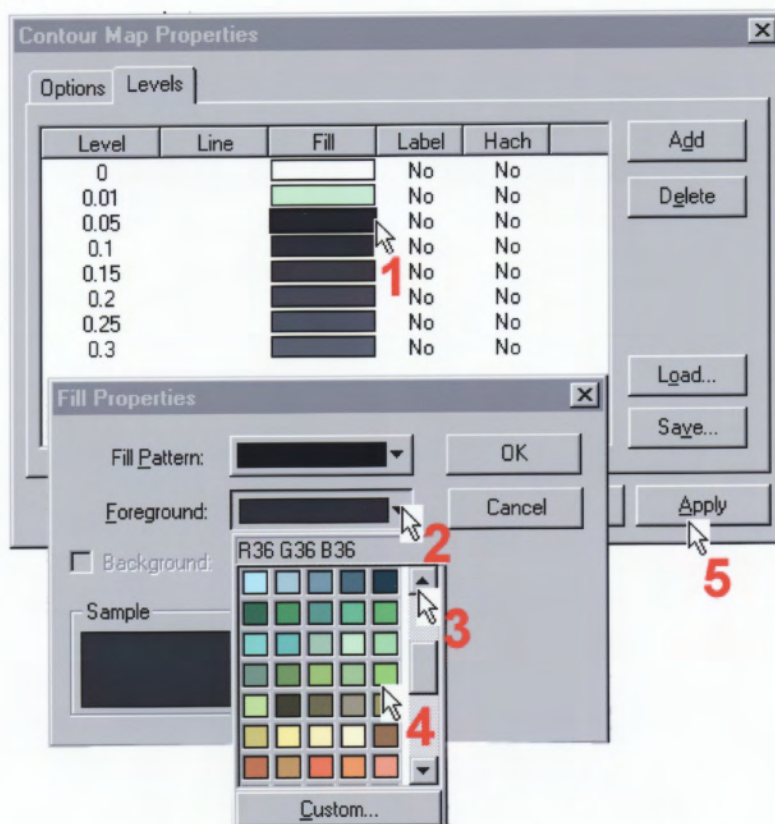 Contour Map Properties
Options Levels
Level Line Fill Label Hach
Add
0 No No
0.01 No No
Delete
0.05 No No
0.1 No No
1
0.15 No No
0.2 No No
0.25 No No
0.3 No No
Load...
Save...
Fill Properties
Fill Pattern:
OK
Foreground:
Cancel
Apply
2
Background:
R36 G36 B36
5
Sample
3
4
Custom...